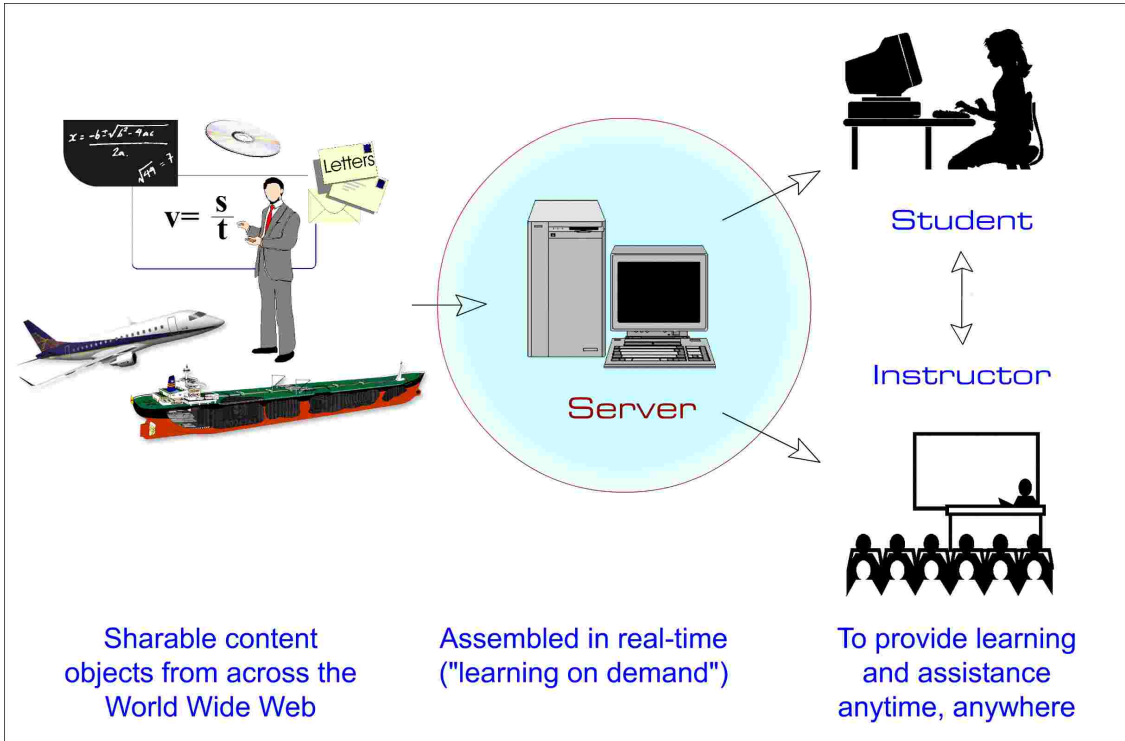 x = -b ± √b² - 4ac
2a.
√49 = 7
Letters
v= s
t
Server
Student
Instructor
Sharable content
objects from across the
World Wide Web
Assembled in real-time
("learning on demand")
To provide learning
and assistance
anytime, anywhere